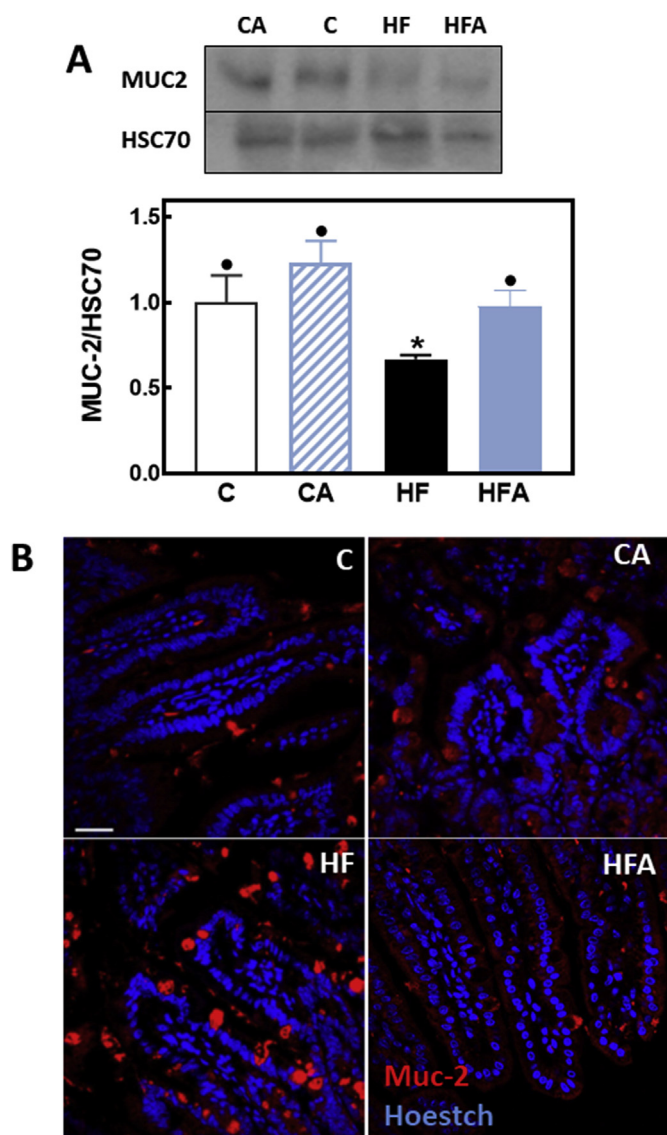 CA C HF HFA
A
MUC2
HSC70
MUC-2/HSC70
1.5
1.0
0.5
0.0
*
C CA HF HFA
B
C
CA
HF
HFA
Muc-2
Hoestch